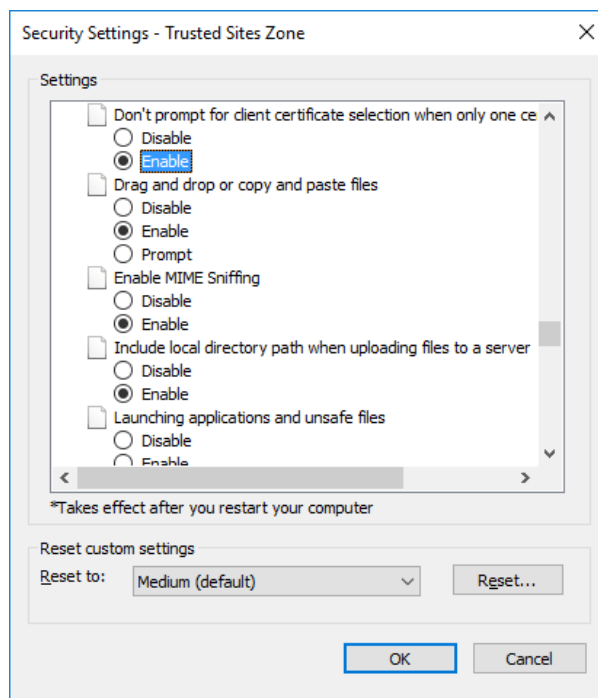 Security Settings - Trusted Sites Zone
Settings
Don't prompt for client certificate selection when only one
Disable
Enable
Drag and drop or copy and paste files
Disable
Enable
Prompt
Enable MIME Sniffing
Disable
Enable
Include local directory path when uploading files to a server
Disable
Enable
Launching applications and unsafe files
Disable
Enable
*Takes effect after you restart your computer
Reset custom settings
Reset to:
Medium (default)
Reset...
OK
Cancel